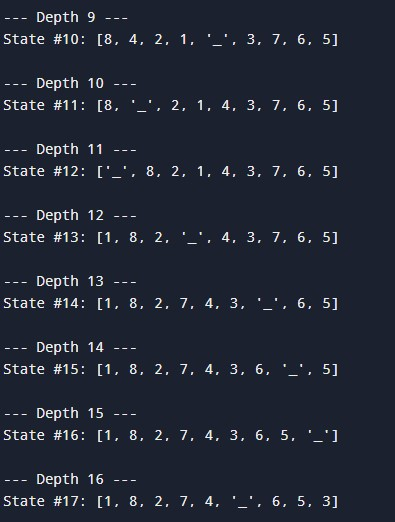 --- Depth 9 ---
State #10: [8, 4, 2, 1, '_', 3, 7, 6, 5]
--- Depth 10 ---
State #11: [8, '_', 2, 1, 4, 3, 7, 6, 5]
--- Depth 11 ---
State #12: ['_', 8, 2, 1, 4, 3, 7, 6, 5]
--- Depth 12 ---
State #13: [1, 8, 2, '_', 4, 3, 7, 6, 5]
--- Depth 13 ---
State #14: [1, 8, 2, 7, 4, 3, '_', 6, 5]
--- Depth 14 ---
State #15: [1, 8, 2, 7, 4, 3, 6, '_', 5]
--- Depth 15 ---
State #16: [1, 8, 2, 7, 4, 3, 6, 5, '_']
--- Depth 16 ---
State #17: [1, 8, 2, 7, 4, '_', 6, 5, 3]